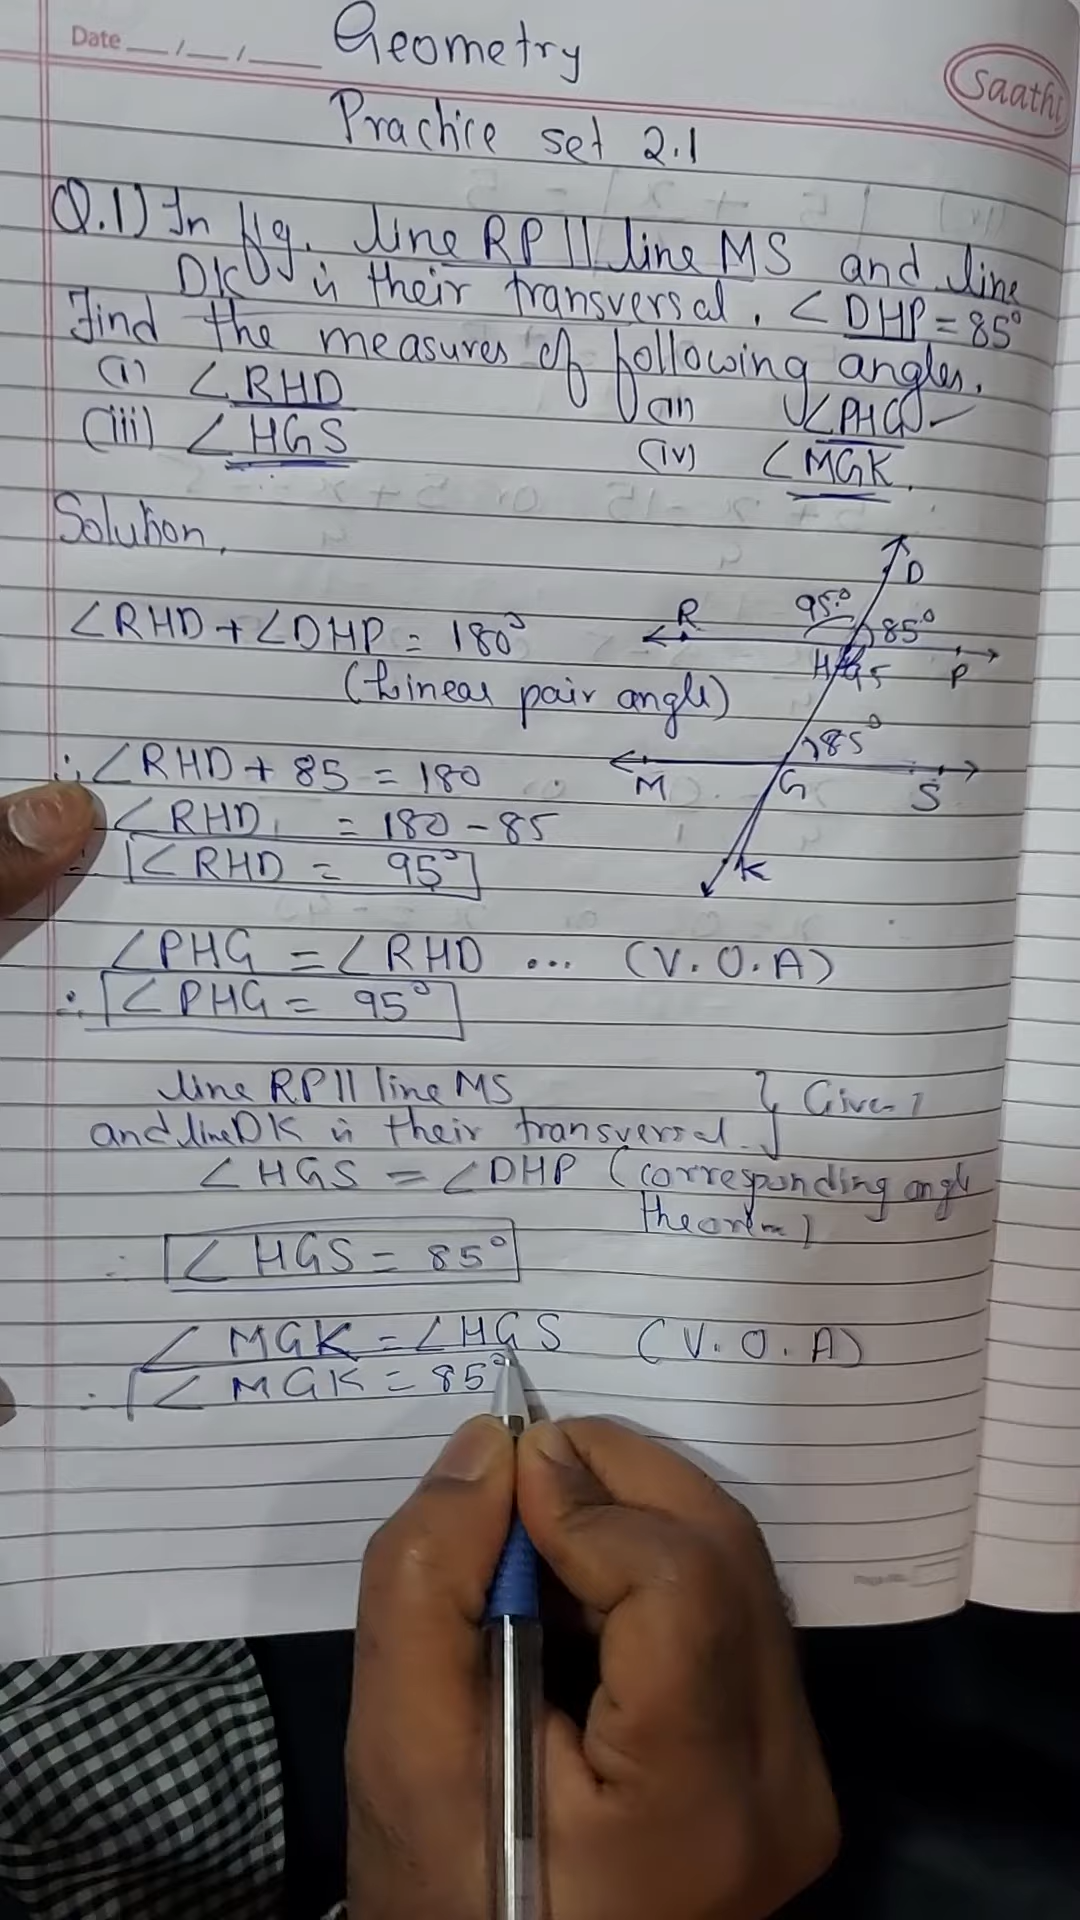 Date __/__/____
Geometry
Saathi
Practice set 2.1
Q.1) In fig. line RP || line MS and line
DK is their transversal. ∠DHP = 85°
Find the measures of following angles.
(i) ∠RHD (ii) ∠PHG
(iii) ∠HGS (iv) ∠MGK.
Solution,
D
95°
85°
R
H
95
P
85°
M
G
S
K
∠RHD + ∠DHP = 180°
(Linear pair angle)
∴ ∠RHD + 85 = 180
∠RHD = 180 - 85
∠RHD = 95°
∠PHG = ∠RHD ... (V.O.A)
∴ ∠PHG = 95°
line RP || line MS
and line DK is their transversal. } Given
∠HGS = ∠DHP (corresponding angle
theorem)
∴ ∠HGS = 85°
∠MGK = ∠HGS (V.O.A)
∴ ∠MGK = 85°